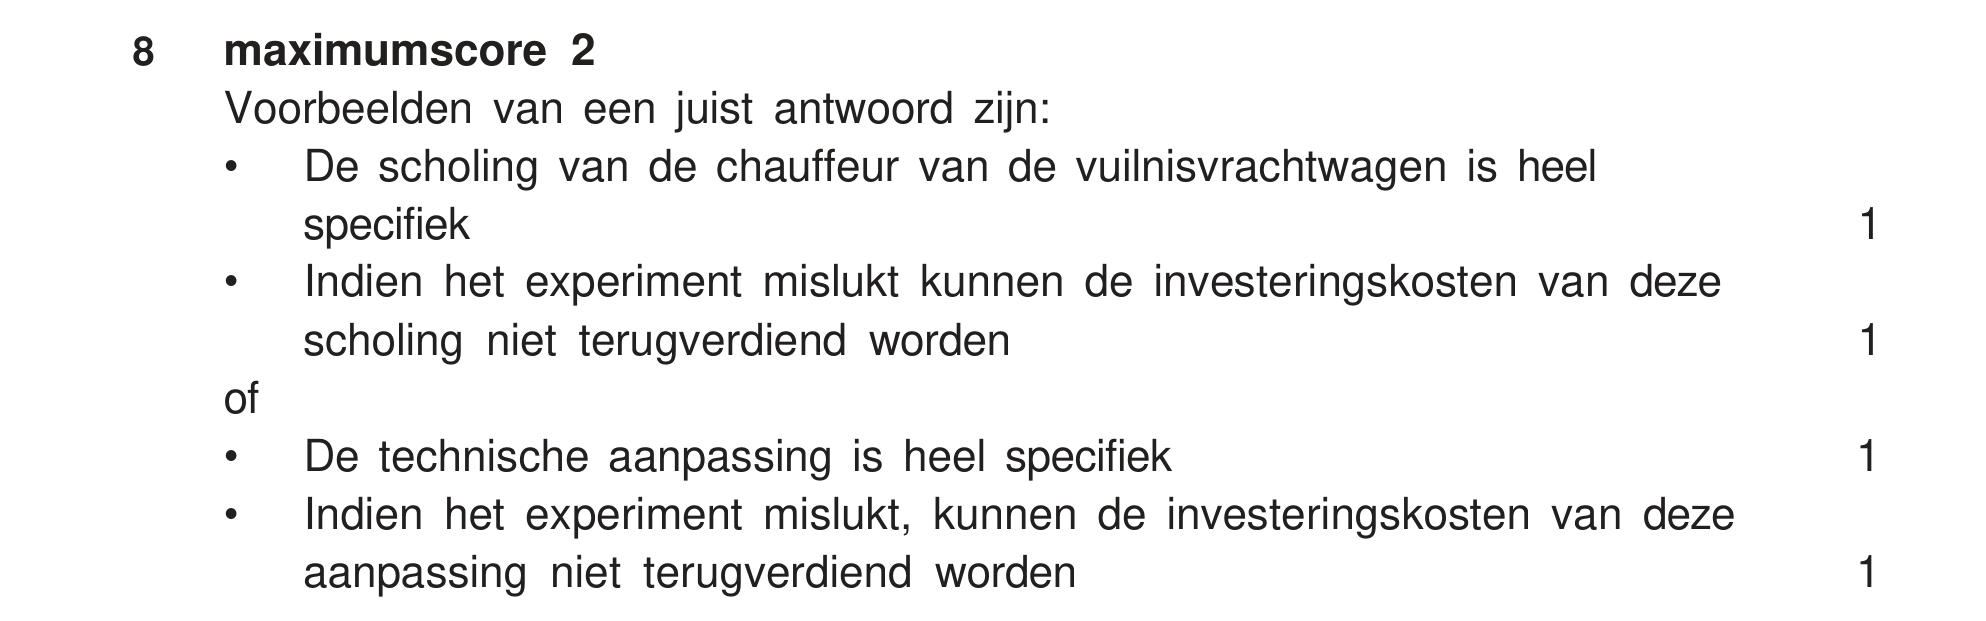 8 maximumscore 2
Voorbeelden van een juist antwoord zijn:
• De scholing van de chauffeur van de vuilnisvrachtwagen is heel
specifiek 1
• Indien het experiment mislukt kunnen de investeringskosten van deze
scholing niet terugverdiend worden 1
of
• De technische aanpassing is heel specifiek 1
• Indien het experiment mislukt, kunnen de investeringskosten van deze
aanpassing niet terugverdiend worden 1